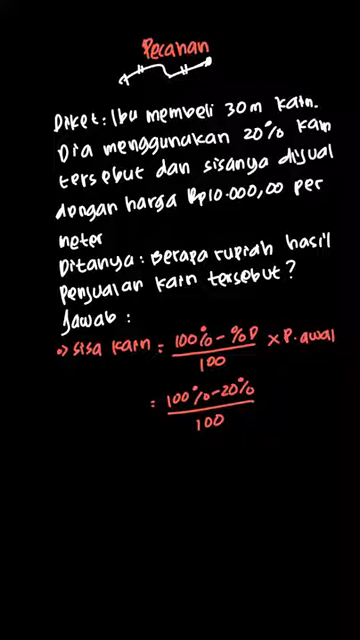 Pecahan
Diket: Ibu membeli 30m kain.
Dia menggunakan 20% kain
tersebut dan sisanya dijual
dengan harga Rp10.000,00 per
meter
Ditanya: Berapa rupiah hasil
penjualan kain tersebut?
Jawab:
=> Sisa kain = 100% - %P / 100 × P. awal
= 100% - 20% / 100